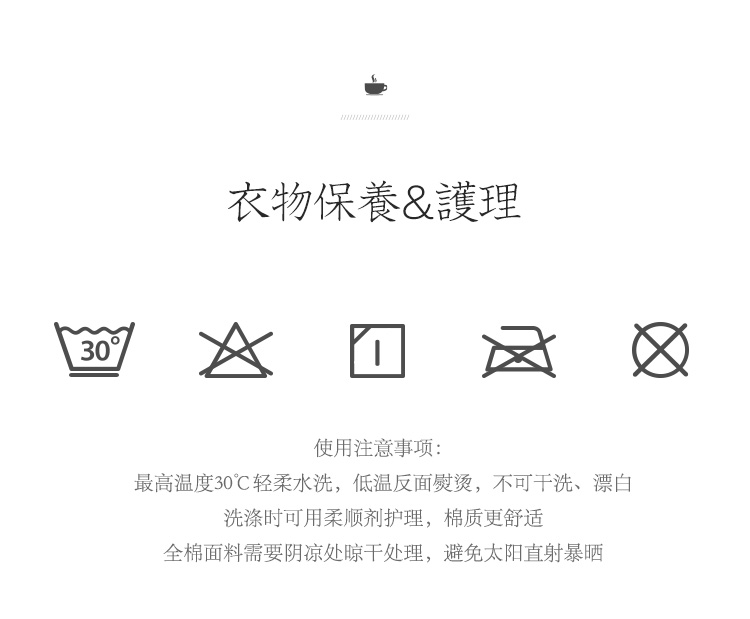 衣物保養&護理
30°
使用注意事项：
最高温度30℃轻柔水洗，低温反面熨烫，不可干洗、漂白
洗涤时可用柔顺剂护理，棉质更舒适
全棉面料需要阴凉处晾干处理，避免太阳直射暴晒